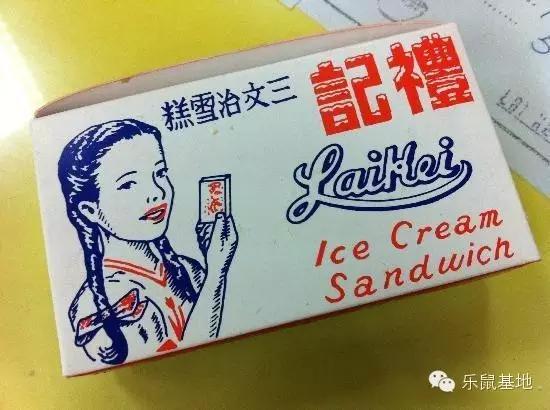 禮記
三文治雪糕
LaiKei
Ice Cream
Sandwich
乐鼠基地